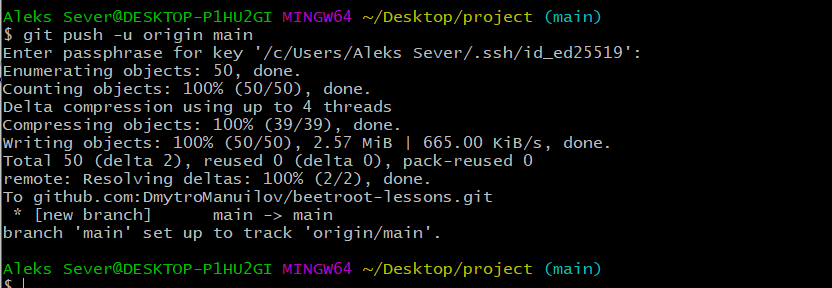 Aleks Sever@DESKTOP-P1HU2GI MINGW64 ~/Desktop/project (main)
$ git push -u origin main
Enter passphrase for key '/c/Users/Aleks Sever/.ssh/id_ed25519':
Enumerating objects: 50, done.
Counting objects: 100% (50/50), done.
Delta compression using up to 4 threads
Compressing objects: 100% (39/39), done.
Writing objects: 100% (50/50), 2.57 MiB | 665.00 KiB/s, done.
Total 50 (delta 2), reused 0 (delta 0), pack-reused 0
remote: Resolving deltas: 100% (2/2), done.
To github.com:DmytroManuilov/beetroot-lessons.git
 * [new branch]      main -> main
branch 'main' set up to track 'origin/main'.
Aleks Sever@DESKTOP-P1HU2GI MINGW64 ~/Desktop/project (main)
$